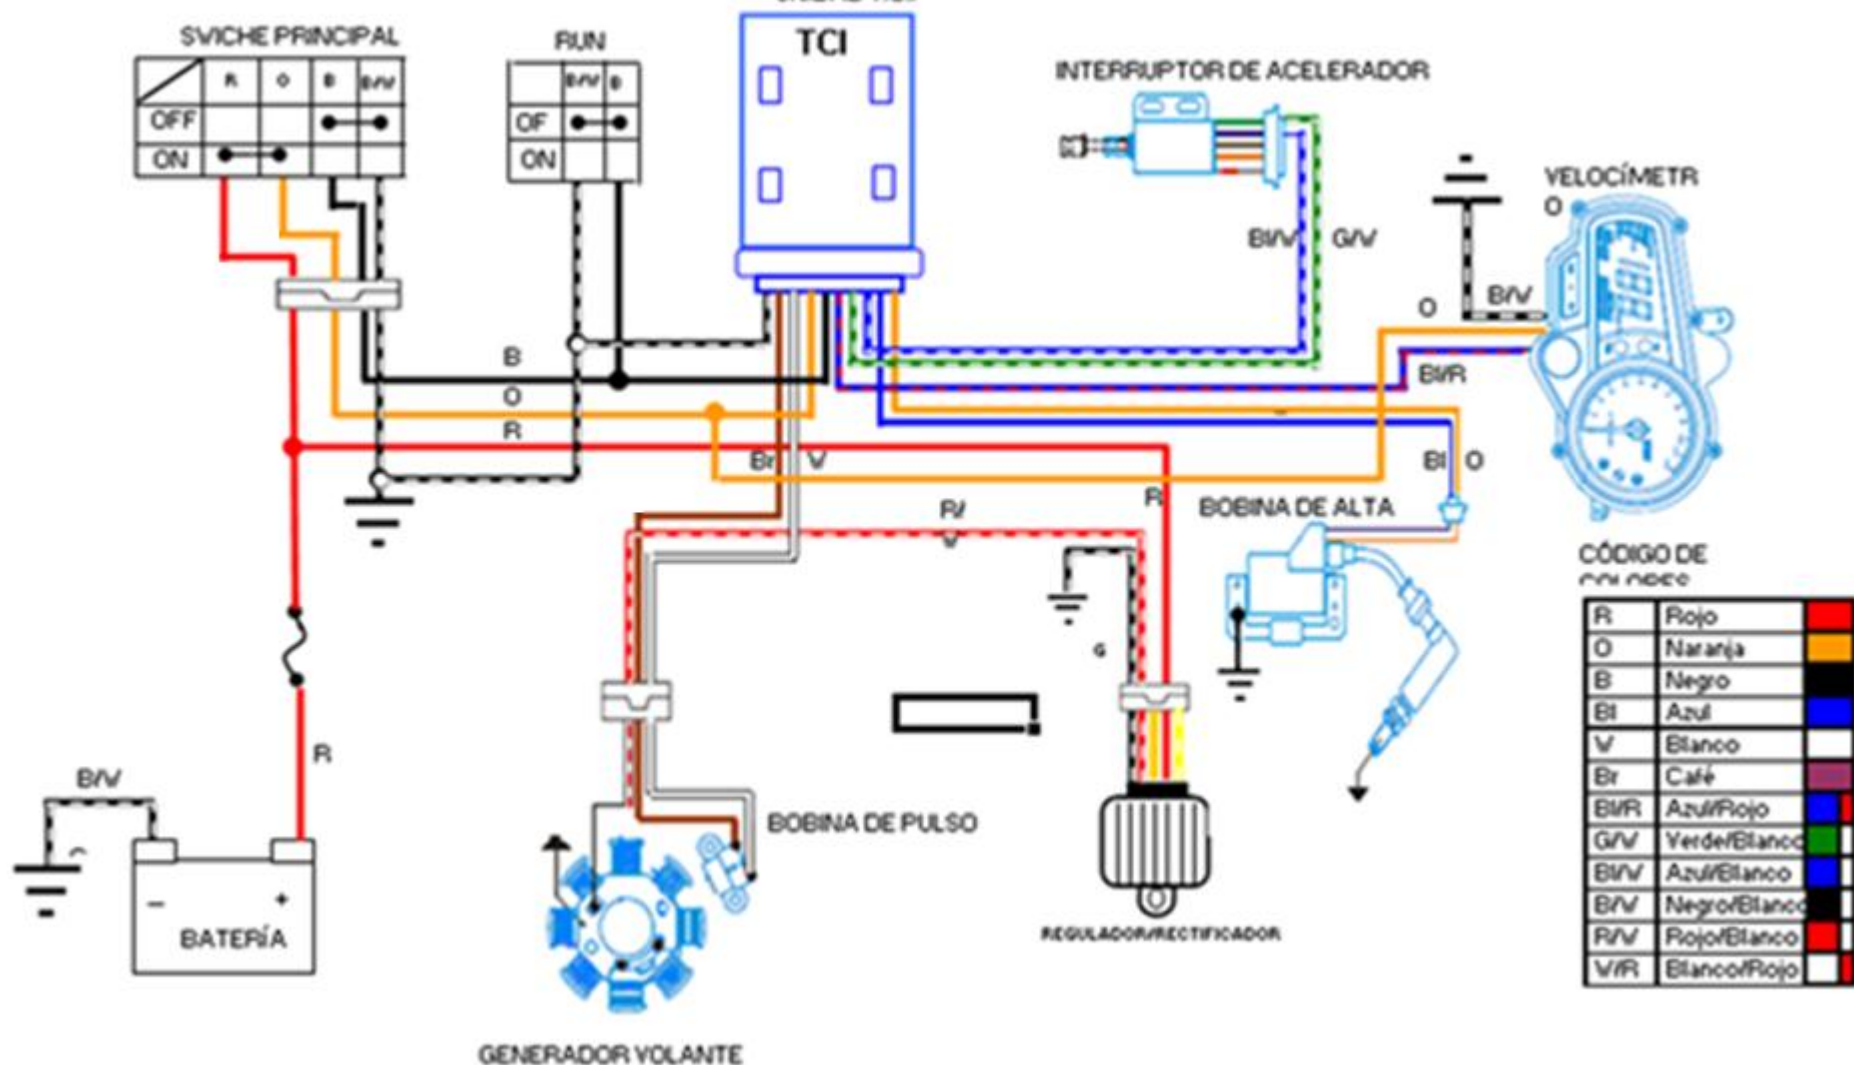 SWICHE PRINCIPAL
R O B B/W
OFF
ON
RUN
B/W B
OF
ON
TCI
INTERRUPTOR DE ACELERADOR
Bl/W
G/W
VELOCÍMETR
O
O
B/W
Bl/R
B
O
R
Br
W
Bl
O
R
R/
W
BOBINA DE ALTA
G
R
B/W
BATERÍA
- +
BOBINA DE PULSO
GENERADOR VOLANTE
REGULADOR/RECTIFICADOR
CÓDIGO DE
COLORES
R Rojo
O Naranja
B Negro
Bl Azul
W Blanco
Br Café
Bl/R Azul/Rojo
G/W Verde/Blanco
Bl/W Azul/Blanco
B/W Negro/Blanco
R/W Rojo/Blanco
W/R Blanco/Rojo